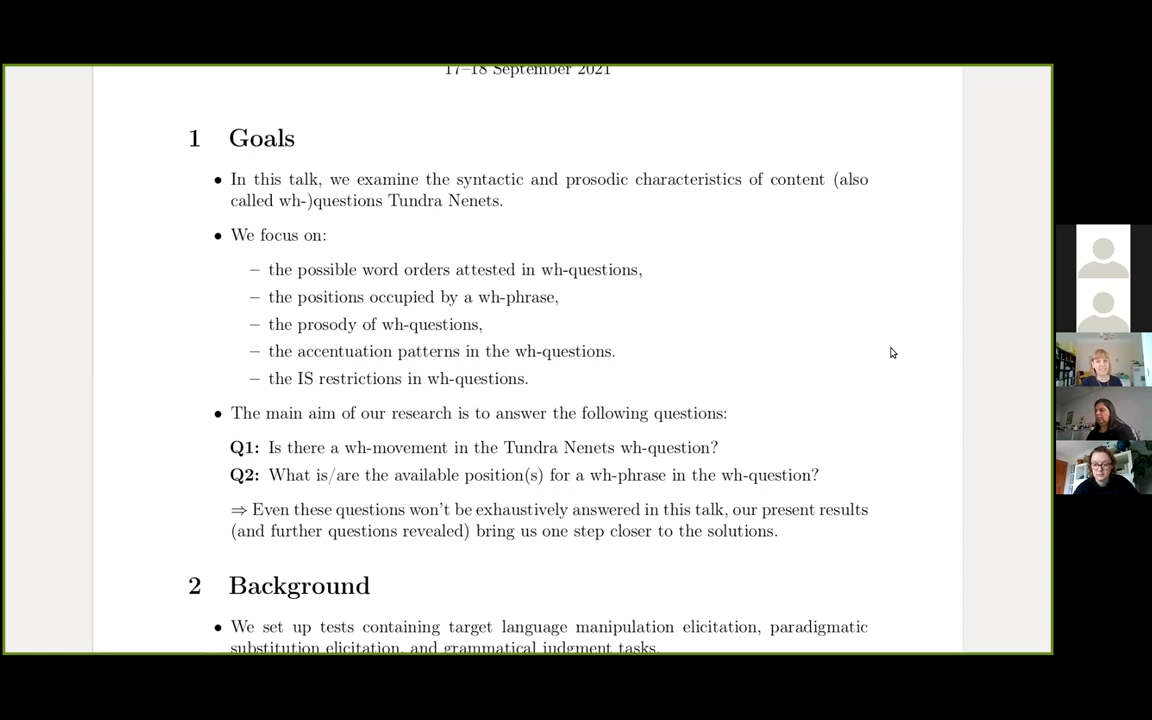 17–18 September 2021
1 Goals
• In this talk, we examine the syntactic and prosodic characteristics of content (also
called wh-)questions Tundra Nenets.
• We focus on:
– the possible word orders attested in wh-questions,
– the positions occupied by a wh-phrase,
– the prosody of wh-questions,
– the accentuation patterns in the wh-questions.
– the IS restrictions in wh-questions.
• The main aim of our research is to answer the following questions:
Q1: Is there a wh-movement in the Tundra Nenets wh-question?
Q2: What is/are the available position(s) for a wh-phrase in the wh-question?
⇒ Even these questions won't be exhaustively answered in this talk, our present results
(and further questions revealed) bring us one step closer to the solutions.
2 Background
• We set up tests containing target language manipulation elicitation, paradigmatic
substitution elicitation, and grammatical judgment tasks.